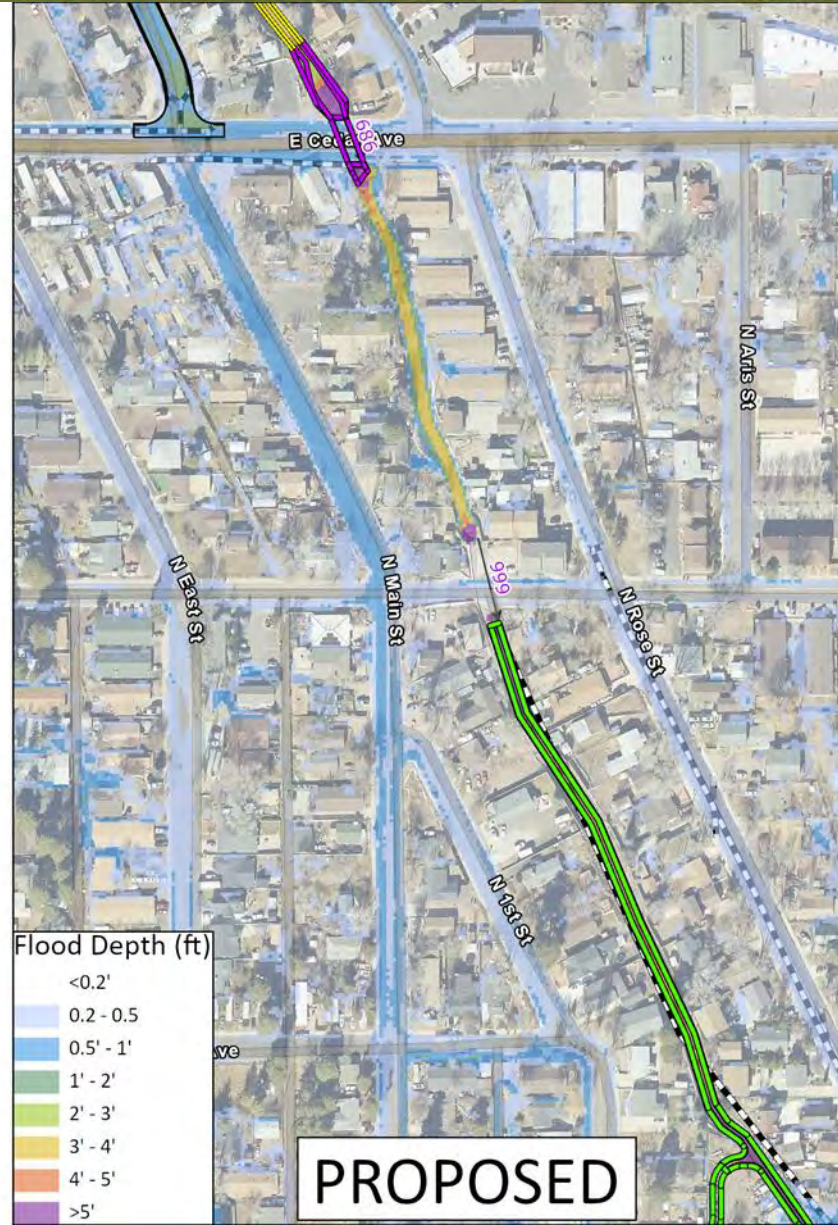 E Cedar Ave
686
N Aris St
N East St
N Main St
999
N Rose St
N 1st St
ve
Flood Depth (ft)
<0.2'
0.2 - 0.5
0.5' - 1'
1' - 2'
2' - 3'
3' - 4'
4' - 5'
>5'
PROPOSED